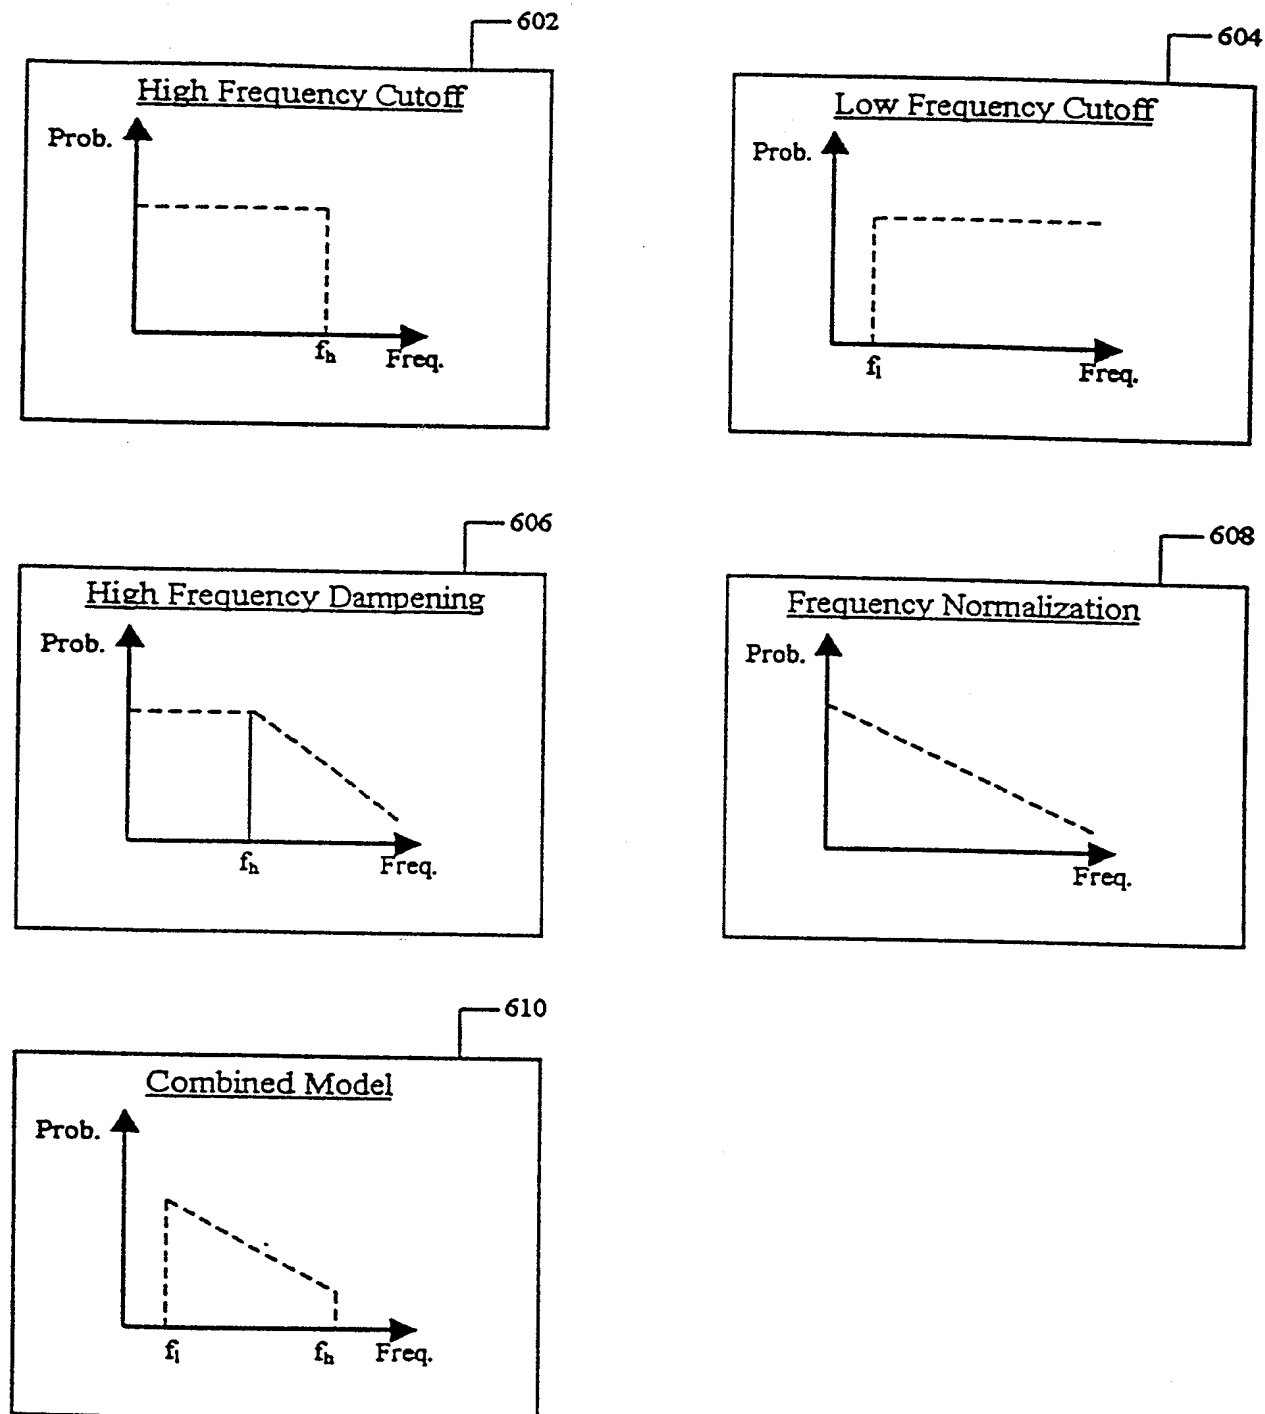 602
High Frequency Cutoff
Prob.
fh
Freq.
604
Low Frequency Cutoff
Prob.
fl
Freq.
606
High Frequency Dampening
Prob.
fh
Freq.
608
Frequency Normalization
Prob.
Freq.
610
Combined Model
Prob.
fl
fh
Freq.